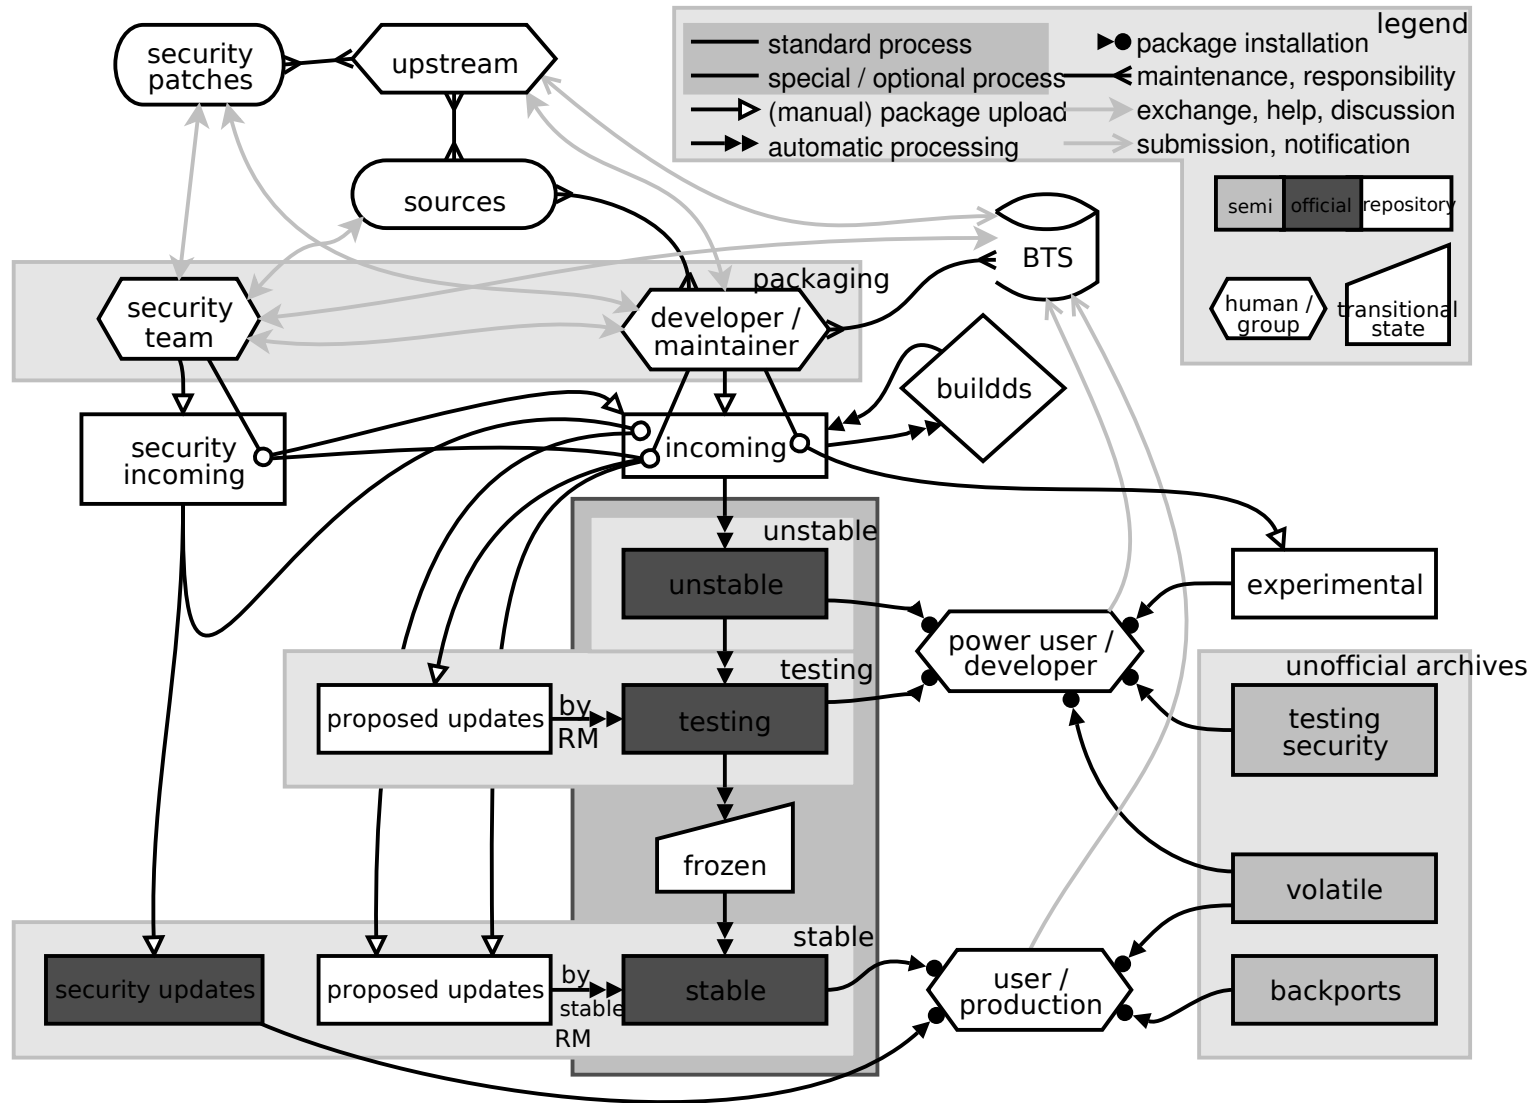 legend
security
patches
upstream
standard process
special / optional process
(manual) package upload
automatic processing
package installation
maintenance, responsibility
exchange, help, discussion
submission, notification
semi
official
repository
human /
group
transitional
state
sources
BTS
packaging
security
team
developer /
maintainer
buildds
security
incoming
incoming
unstable
unstable
experimental
power user /
developer
testing
unofficial archives
proposed updates
by
RM
testing
testing
security
frozen
volatile
stable
security updates
proposed updates
by
stable
RM
stable
user /
production
backports